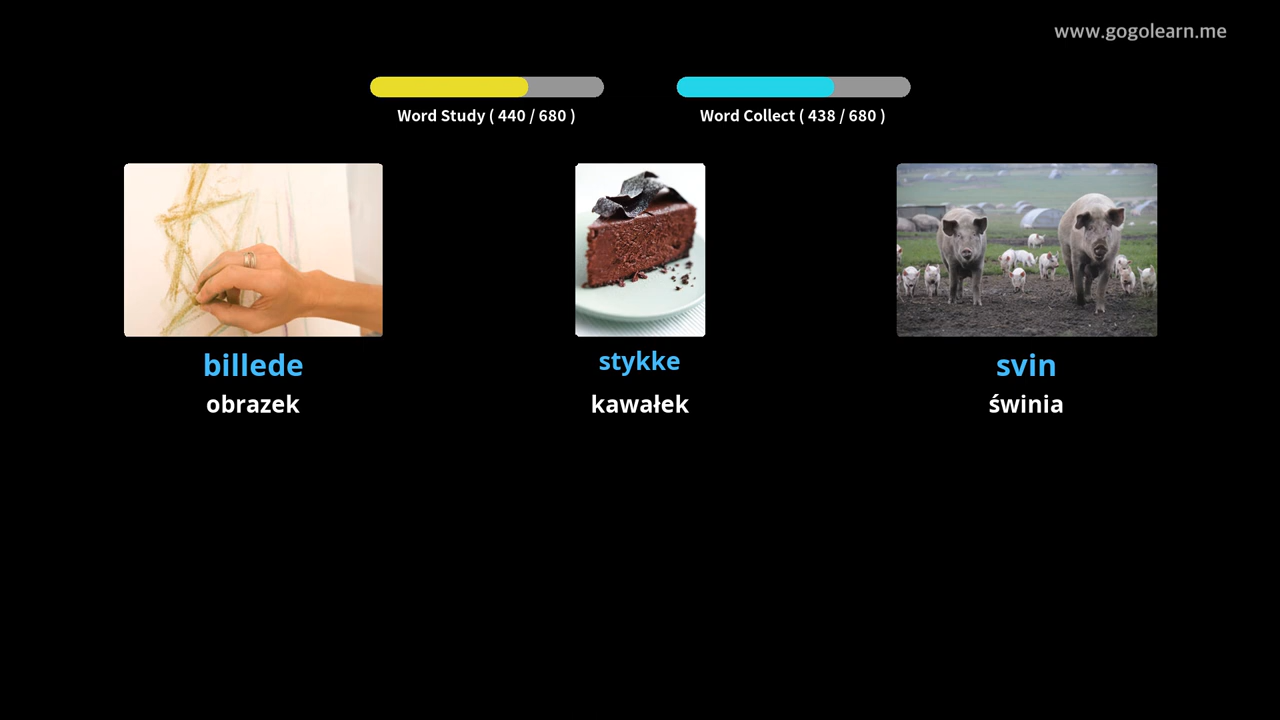 www.gogolearn.me
Word Study ( 440 / 680 )
Word Collect ( 438 / 680 )
billede
obrazek
stykke
kawałek
svin
świnia